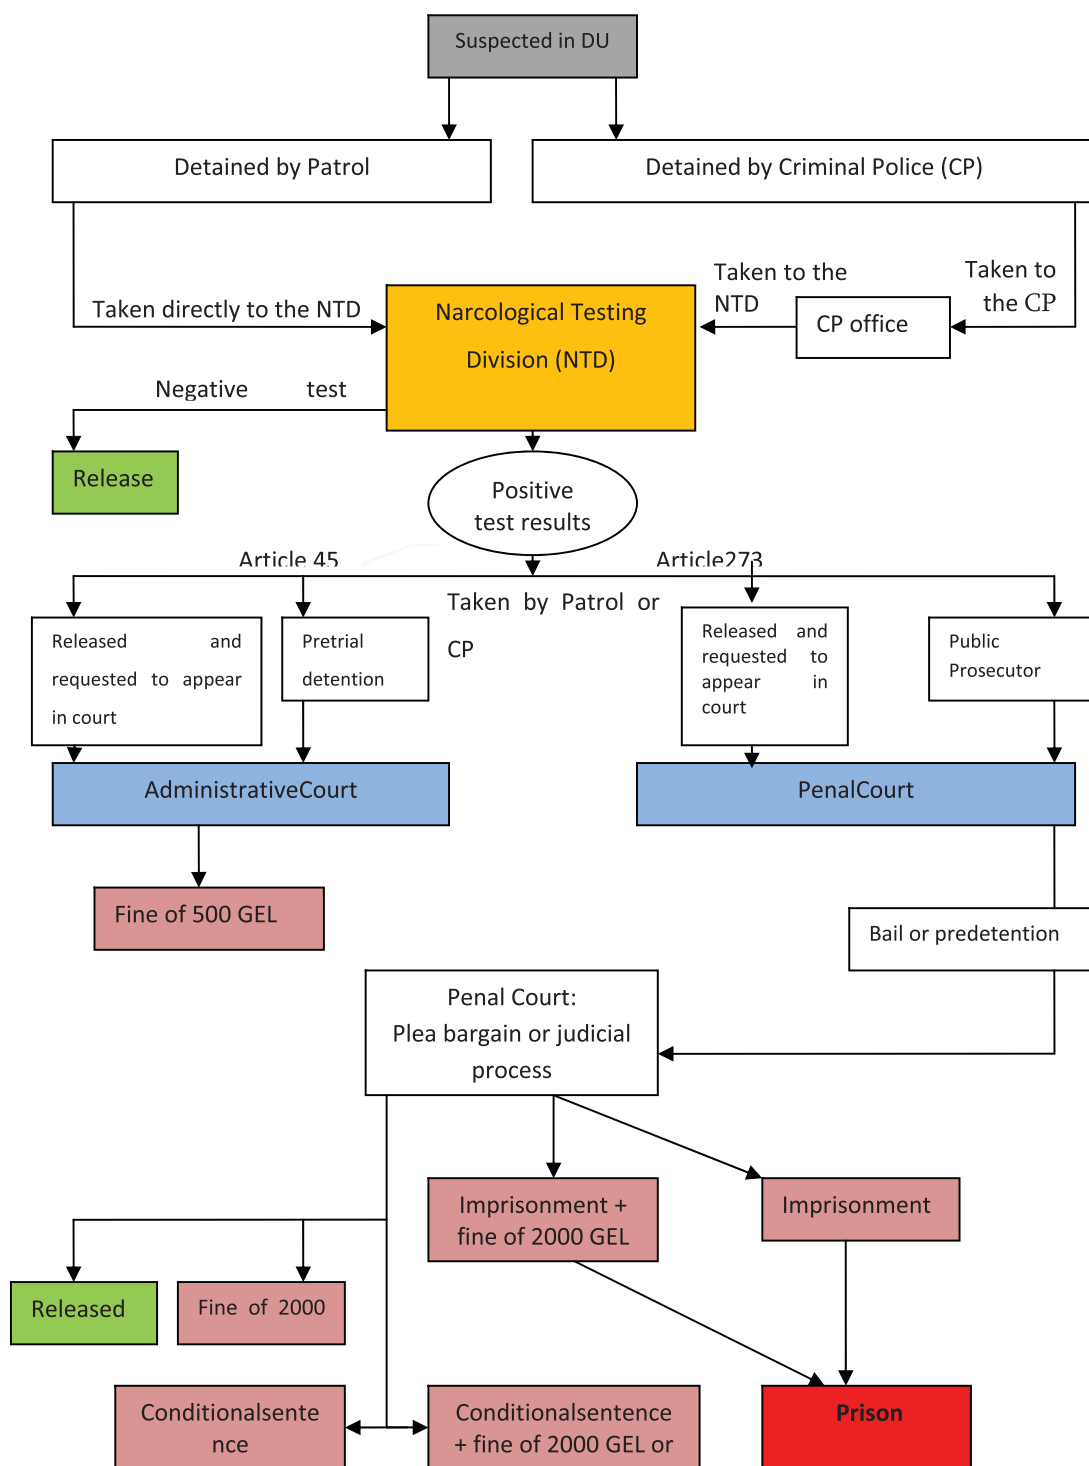 Suspected in DU
Detained by Patrol
Detained by Criminal Police (CP)
Taken directly to the NTD
Narcological Testing
Division (NTD)
Taken to the
NTD
CP office
Taken to
the CP
Negative test
Release
Positive
test results
Article 45
Article273
Taken by Patrol or
CP
Released and
requested to appear
in court
Pretrial
detention
Released and
requested to
appear in
court
Public
Prosecutor
AdministrativeCourt
PenalCourt
Fine of 500 GEL
Bail or predetention
Penal Court:
Plea bargain or judicial
process
Imprisonment +
fine of 2000 GEL
Imprisonment
Released
Fine of 2000
Conditionalsente
nce
Conditionalsentence
+ fine of 2000 GEL or
Prison